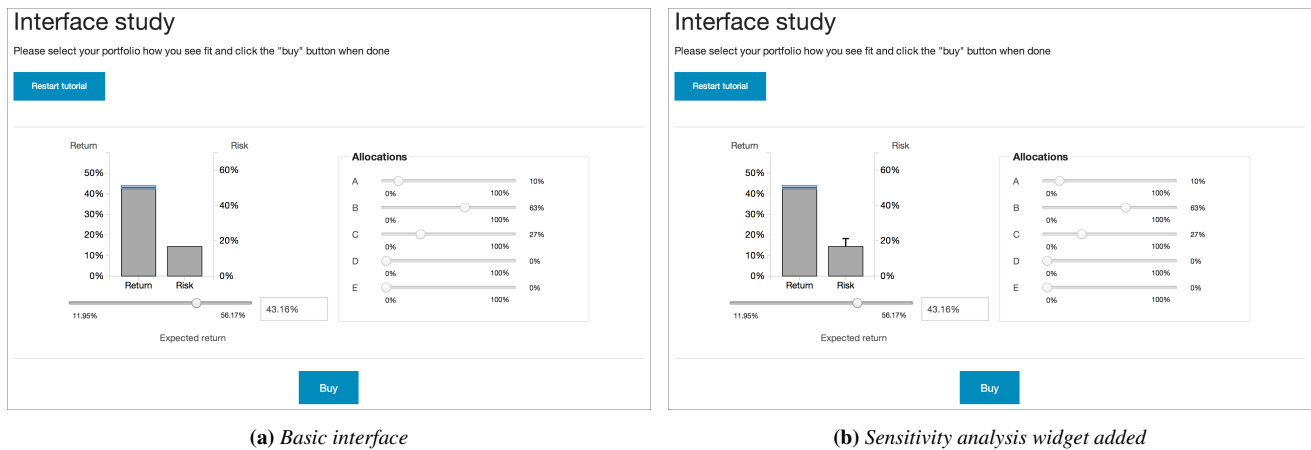 Interface study
Please select your portfolio how you see fit and click the "buy" button when done
Restart tutorial
Return
Risk
50%
40%
30%
20%
10%
0%
60%
40%
20%
0%
Return
Risk
11.95%
56.17%
43.16%
Expected return
Allocations
A
0%
100%
10%
B
0%
100%
63%
C
0%
100%
27%
D
0%
100%
0%
E
0%
100%
0%
Buy
(a) Basic interface
Interface study
Please select your portfolio how you see fit and click the "buy" button when done
Restart tutorial
Return
Risk
50%
40%
30%
20%
10%
0%
60%
40%
20%
0%
Return
Risk
11.95%
56.17%
43.16%
Expected return
Allocations
A
0%
100%
10%
B
0%
100%
63%
C
0%
100%
27%
D
0%
100%
0%
E
0%
100%
0%
Buy
(b) Sensitivity analysis widget added